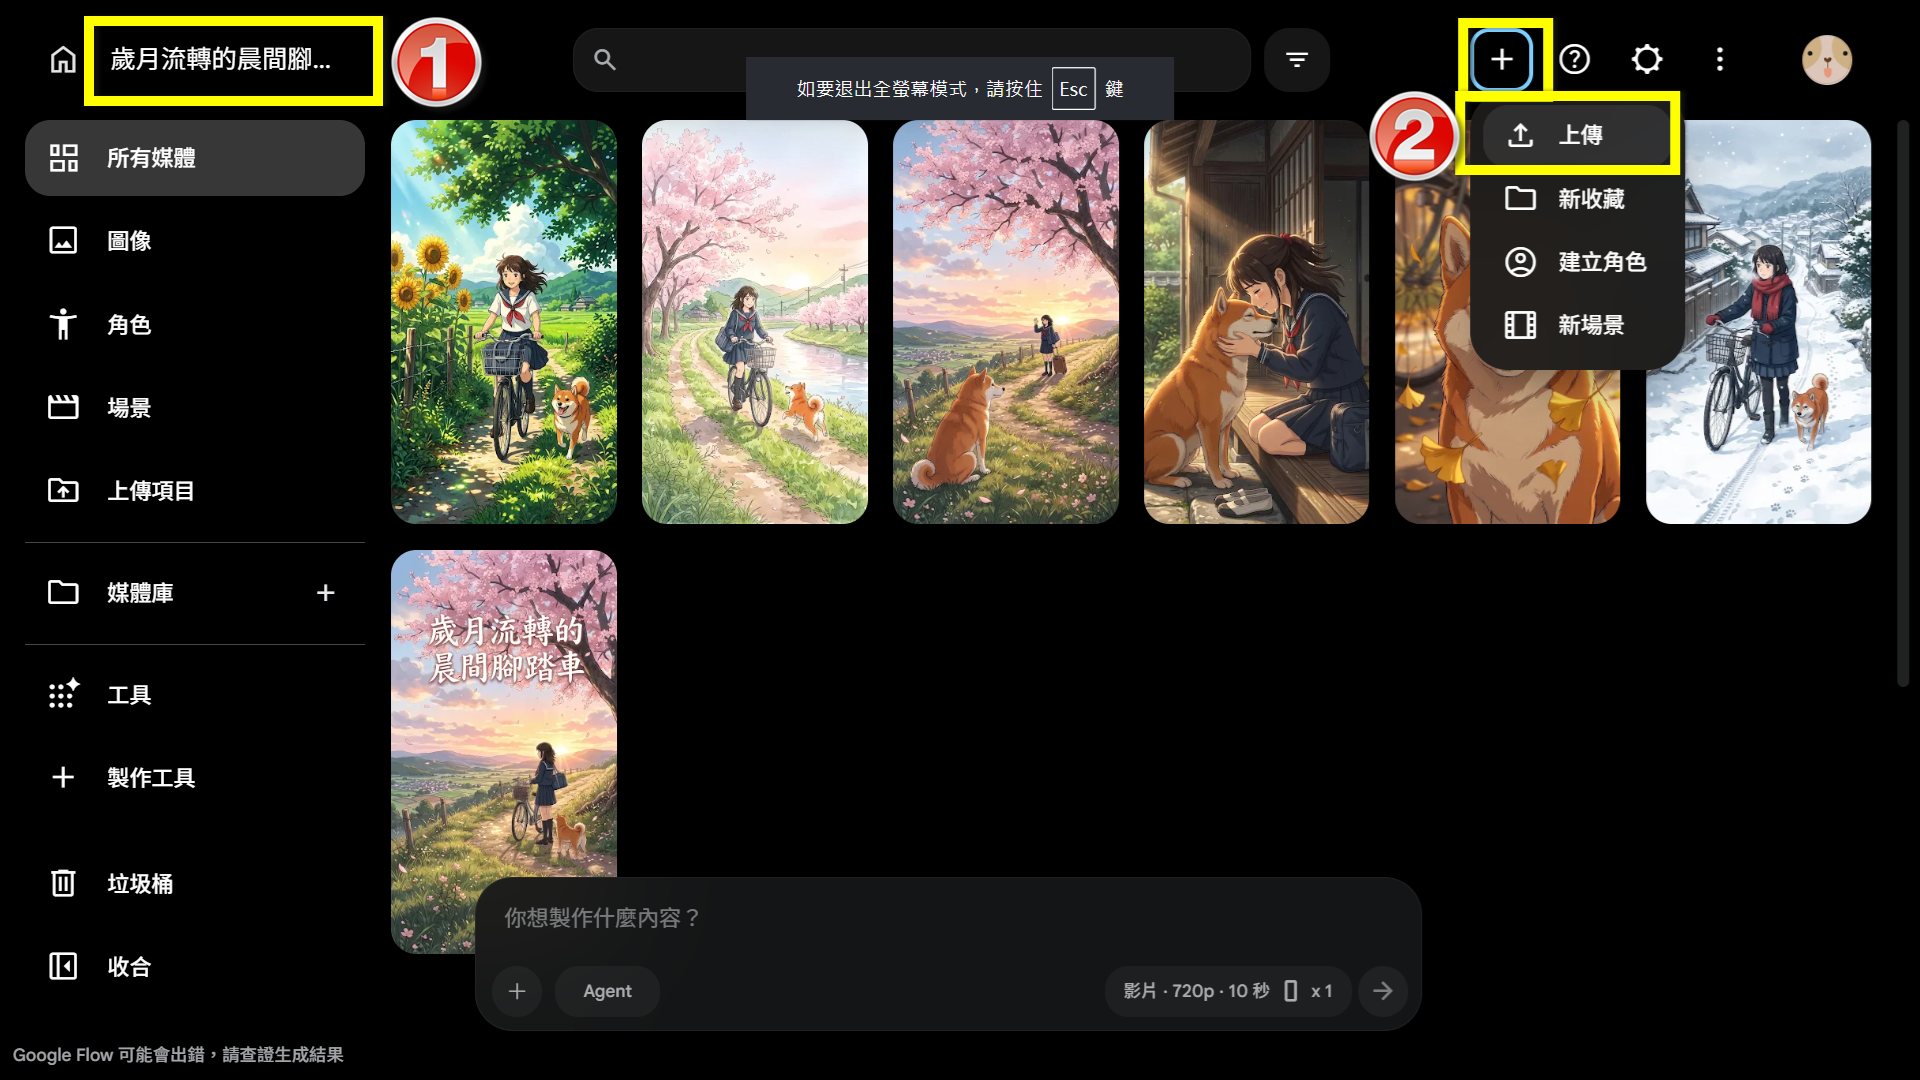 歲月流轉的晨間腳...
1
如要退出全螢幕模式，請按住 Esc 鍵
2
上傳
新收藏
建立角色
新場景
所有媒體
圖像
角色
場景
上傳項目
媒體庫
工具
製作工具
垃圾桶
收合
歲月流轉的
晨間腳踏車
你想製作什麼內容？
Agent
影片 · 720p · 10 秒 x 1
Google Flow 可能會出錯，請查證生成結果